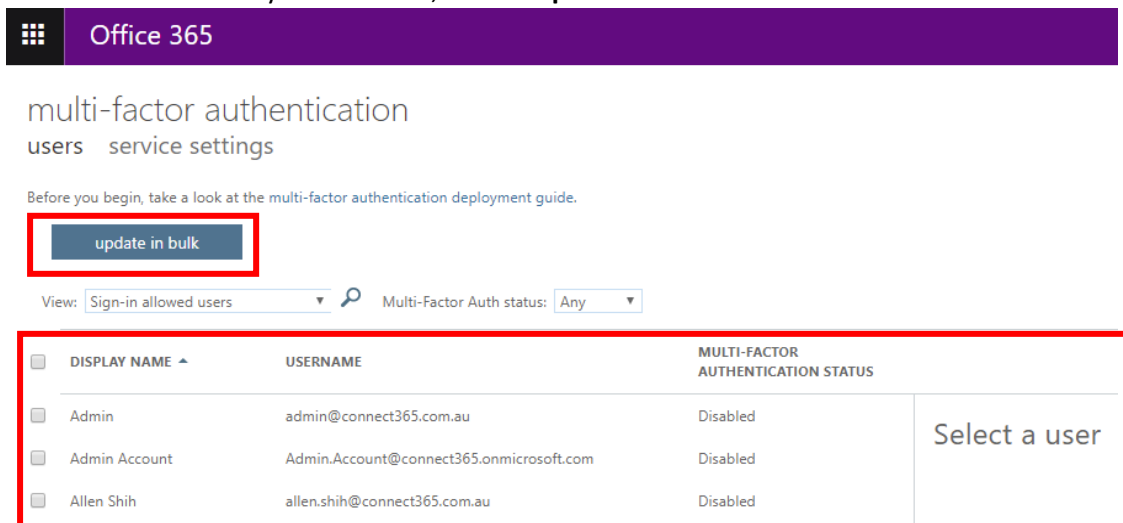 Office 365
multi-factor authentication
users service settings
Before you begin, take a look at the multi-factor authentication deployment guide.
update in bulk
View: Sign-in allowed users Multi-Factor Auth status: Any
DISPLAY NAME USERNAME MULTI-FACTOR
AUTHENTICATION STATUS
Admin admin@connect365.com.au Disabled
Select a user
Admin Account Admin.Account@connect365.onmicrosoft.com Disabled
Allen Shih allen.shih@connect365.com.au Disabled